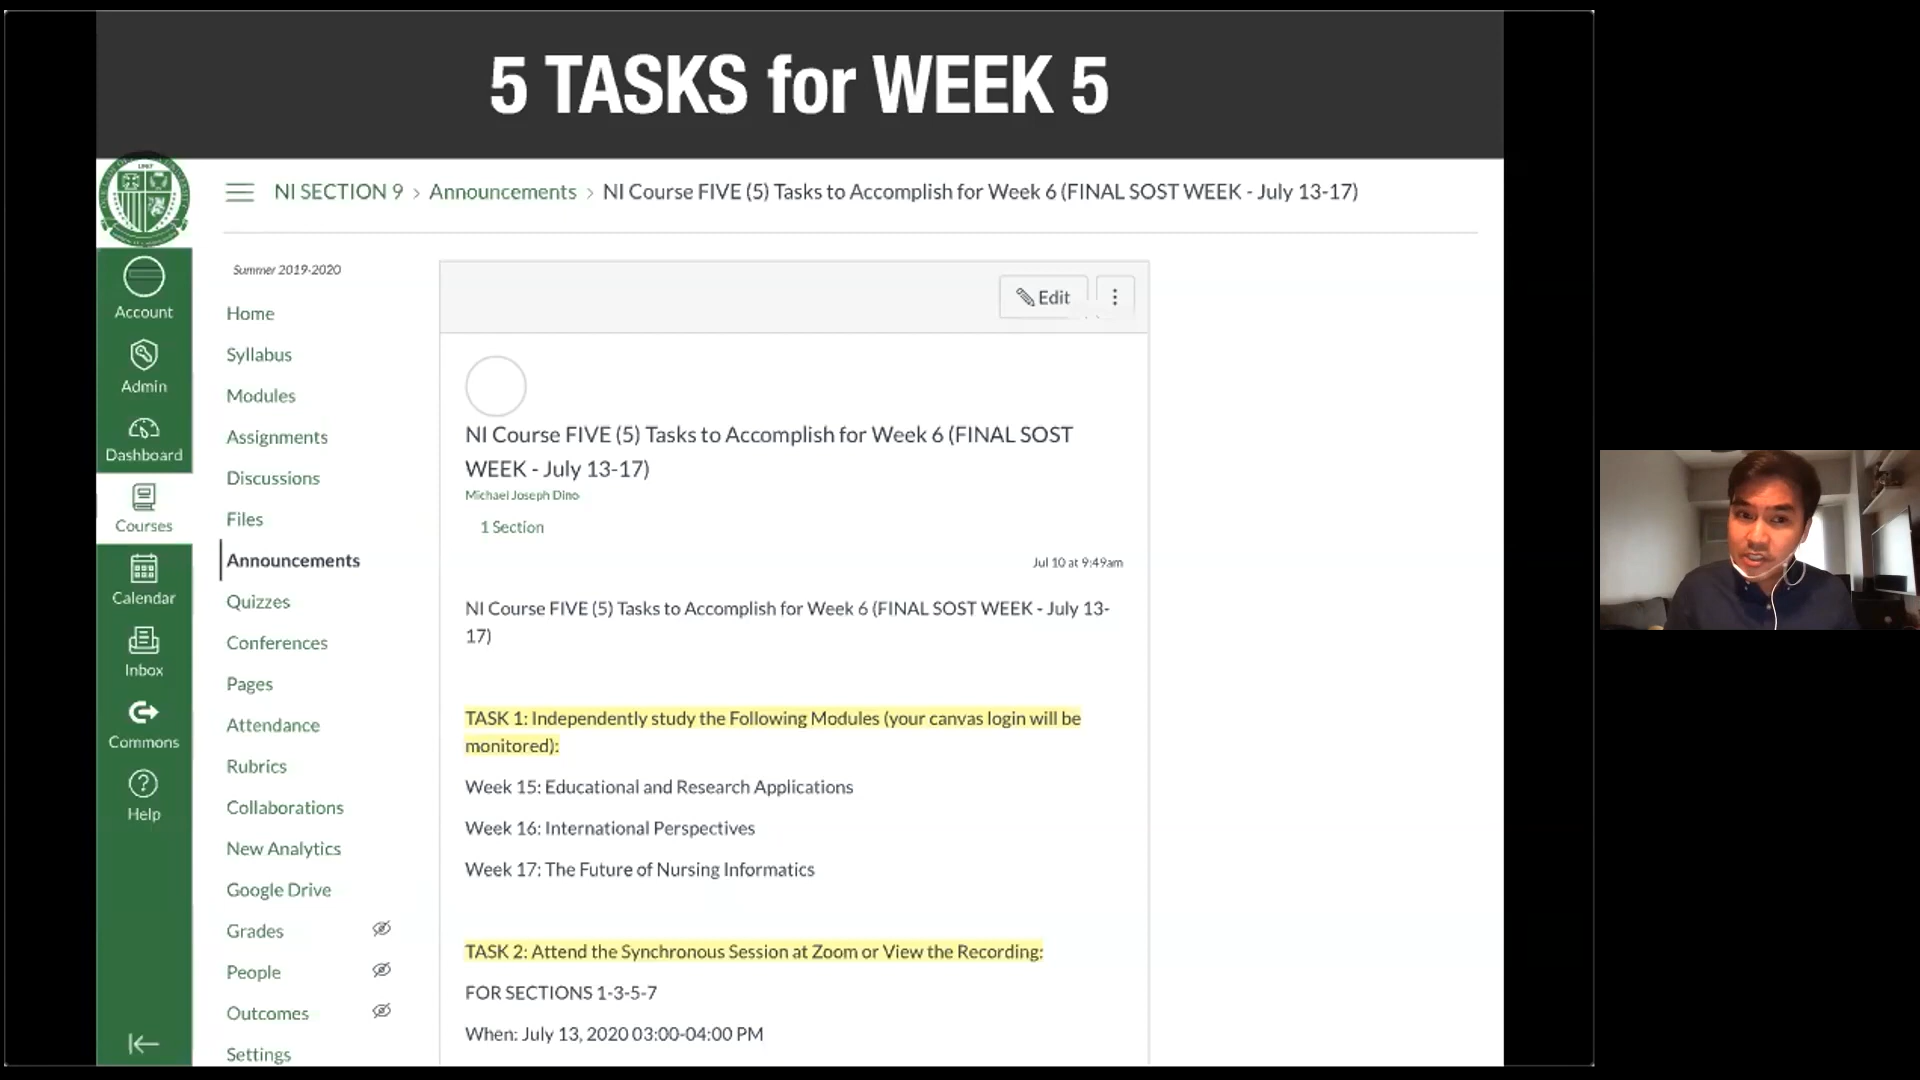 5 TASKS for WEEK 5
NI SECTION 9 > Announcements > NI Course FIVE (5) Tasks to Accomplish for Week 6 (FINAL SOST WEEK - July 13-17)
Account
Admin
Dashboard
Courses
Calendar
Inbox
Commons
Help
Summer 2019-2020
Home
Syllabus
Modules
Assignments
Discussions
Files
Announcements
Quizzes
Conferences
Pages
Attendance
Rubrics
Collaborations
New Analytics
Google Drive
Grades
People
Outcomes
Settings
Edit
NI Course FIVE (5) Tasks to Accomplish for Week 6 (FINAL SOST
WEEK - July 13-17)
Michael Joseph Dino
1 Section
Jul 10 at 9:49am
NI Course FIVE (5) Tasks to Accomplish for Week 6 (FINAL SOST WEEK - July 13-
17)
TASK 1: Independently study the Following Modules (your canvas login will be
monitored):
Week 15: Educational and Research Applications
Week 16: International Perspectives
Week 17: The Future of Nursing Informatics
TASK 2: Attend the Synchronous Session at Zoom or View the Recording:
FOR SECTIONS 1-3-5-7
When: July 13, 2020 03:00-04:00 PM